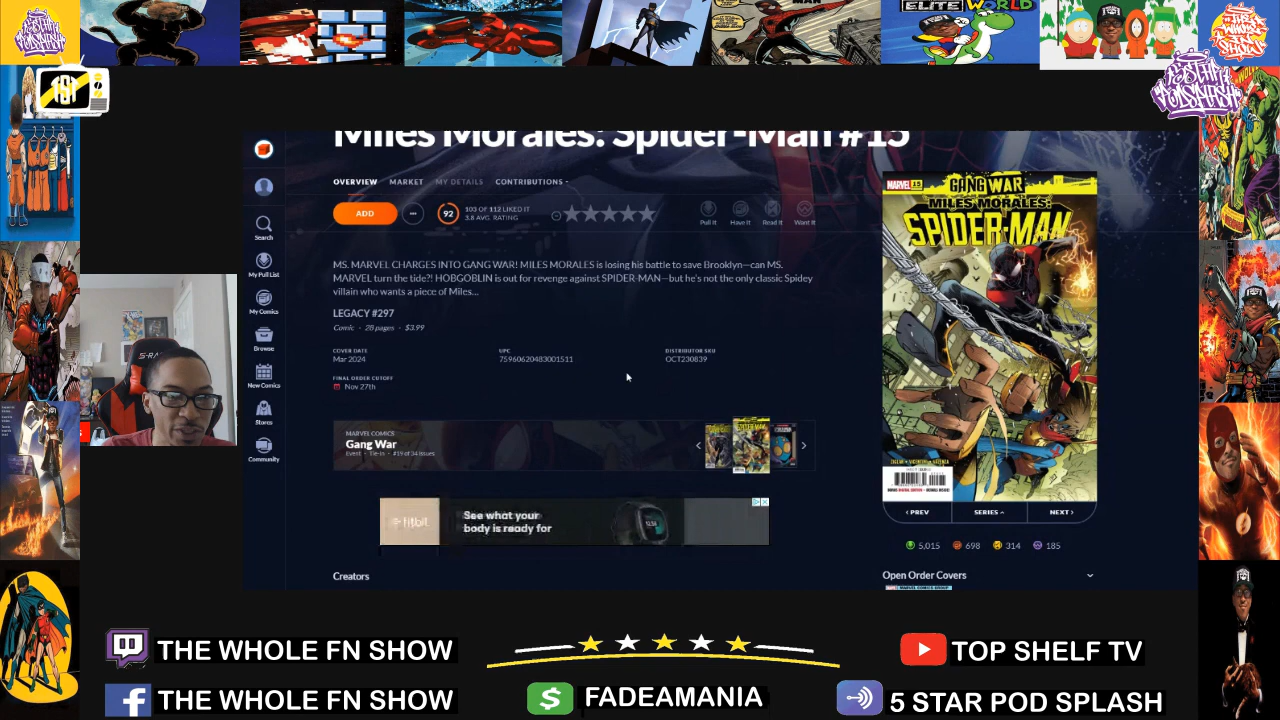 ELITE WORLD
TST
Miles Morales: Spider-Man #15
OVERVIEW MARKET MY DETAILS CONTRIBUTIONS
ADD
92
103 OF 112 LIKED IT
3.8 AVG. RATING
Pull It Have It Read It Want It
Search
My Pull List
My Comics
Browse
New Comics
Stores
Community
MS. MARVEL CHARGES INTO GANG WAR! MILES MORALES is losing his battle to save Brooklyn—can MS.
MARVEL turn the tide?! HOBGOBLIN is out for revenge against SPIDER-MAN—but he's not the only classic Spidey
villain who wants a piece of Miles...
LEGACY #297
Comic · 28 pages · $3.99
COVER DATE
Mar 2024
UPC
75960620483001511
DISTRIBUTOR SKU
OCT230839
FINAL ORDER CUTOFF
Nov 27th
MARVEL COMICS
Gang War
Event · Tie-in · #19 of 34 issues
fitbit
See what your
body is ready for
Creators
MARVEL 15
GANG WAR
MILES MORALES:
SPIDER-MAN
‹ PREV SERIES NEXT ›
5,015 698 314 185
Open Order Covers
THE WHOLE FN SHOW
THE WHOLE FN SHOW
FADEAMANIA
TOP SHELF TV
5 STAR POD SPLASH